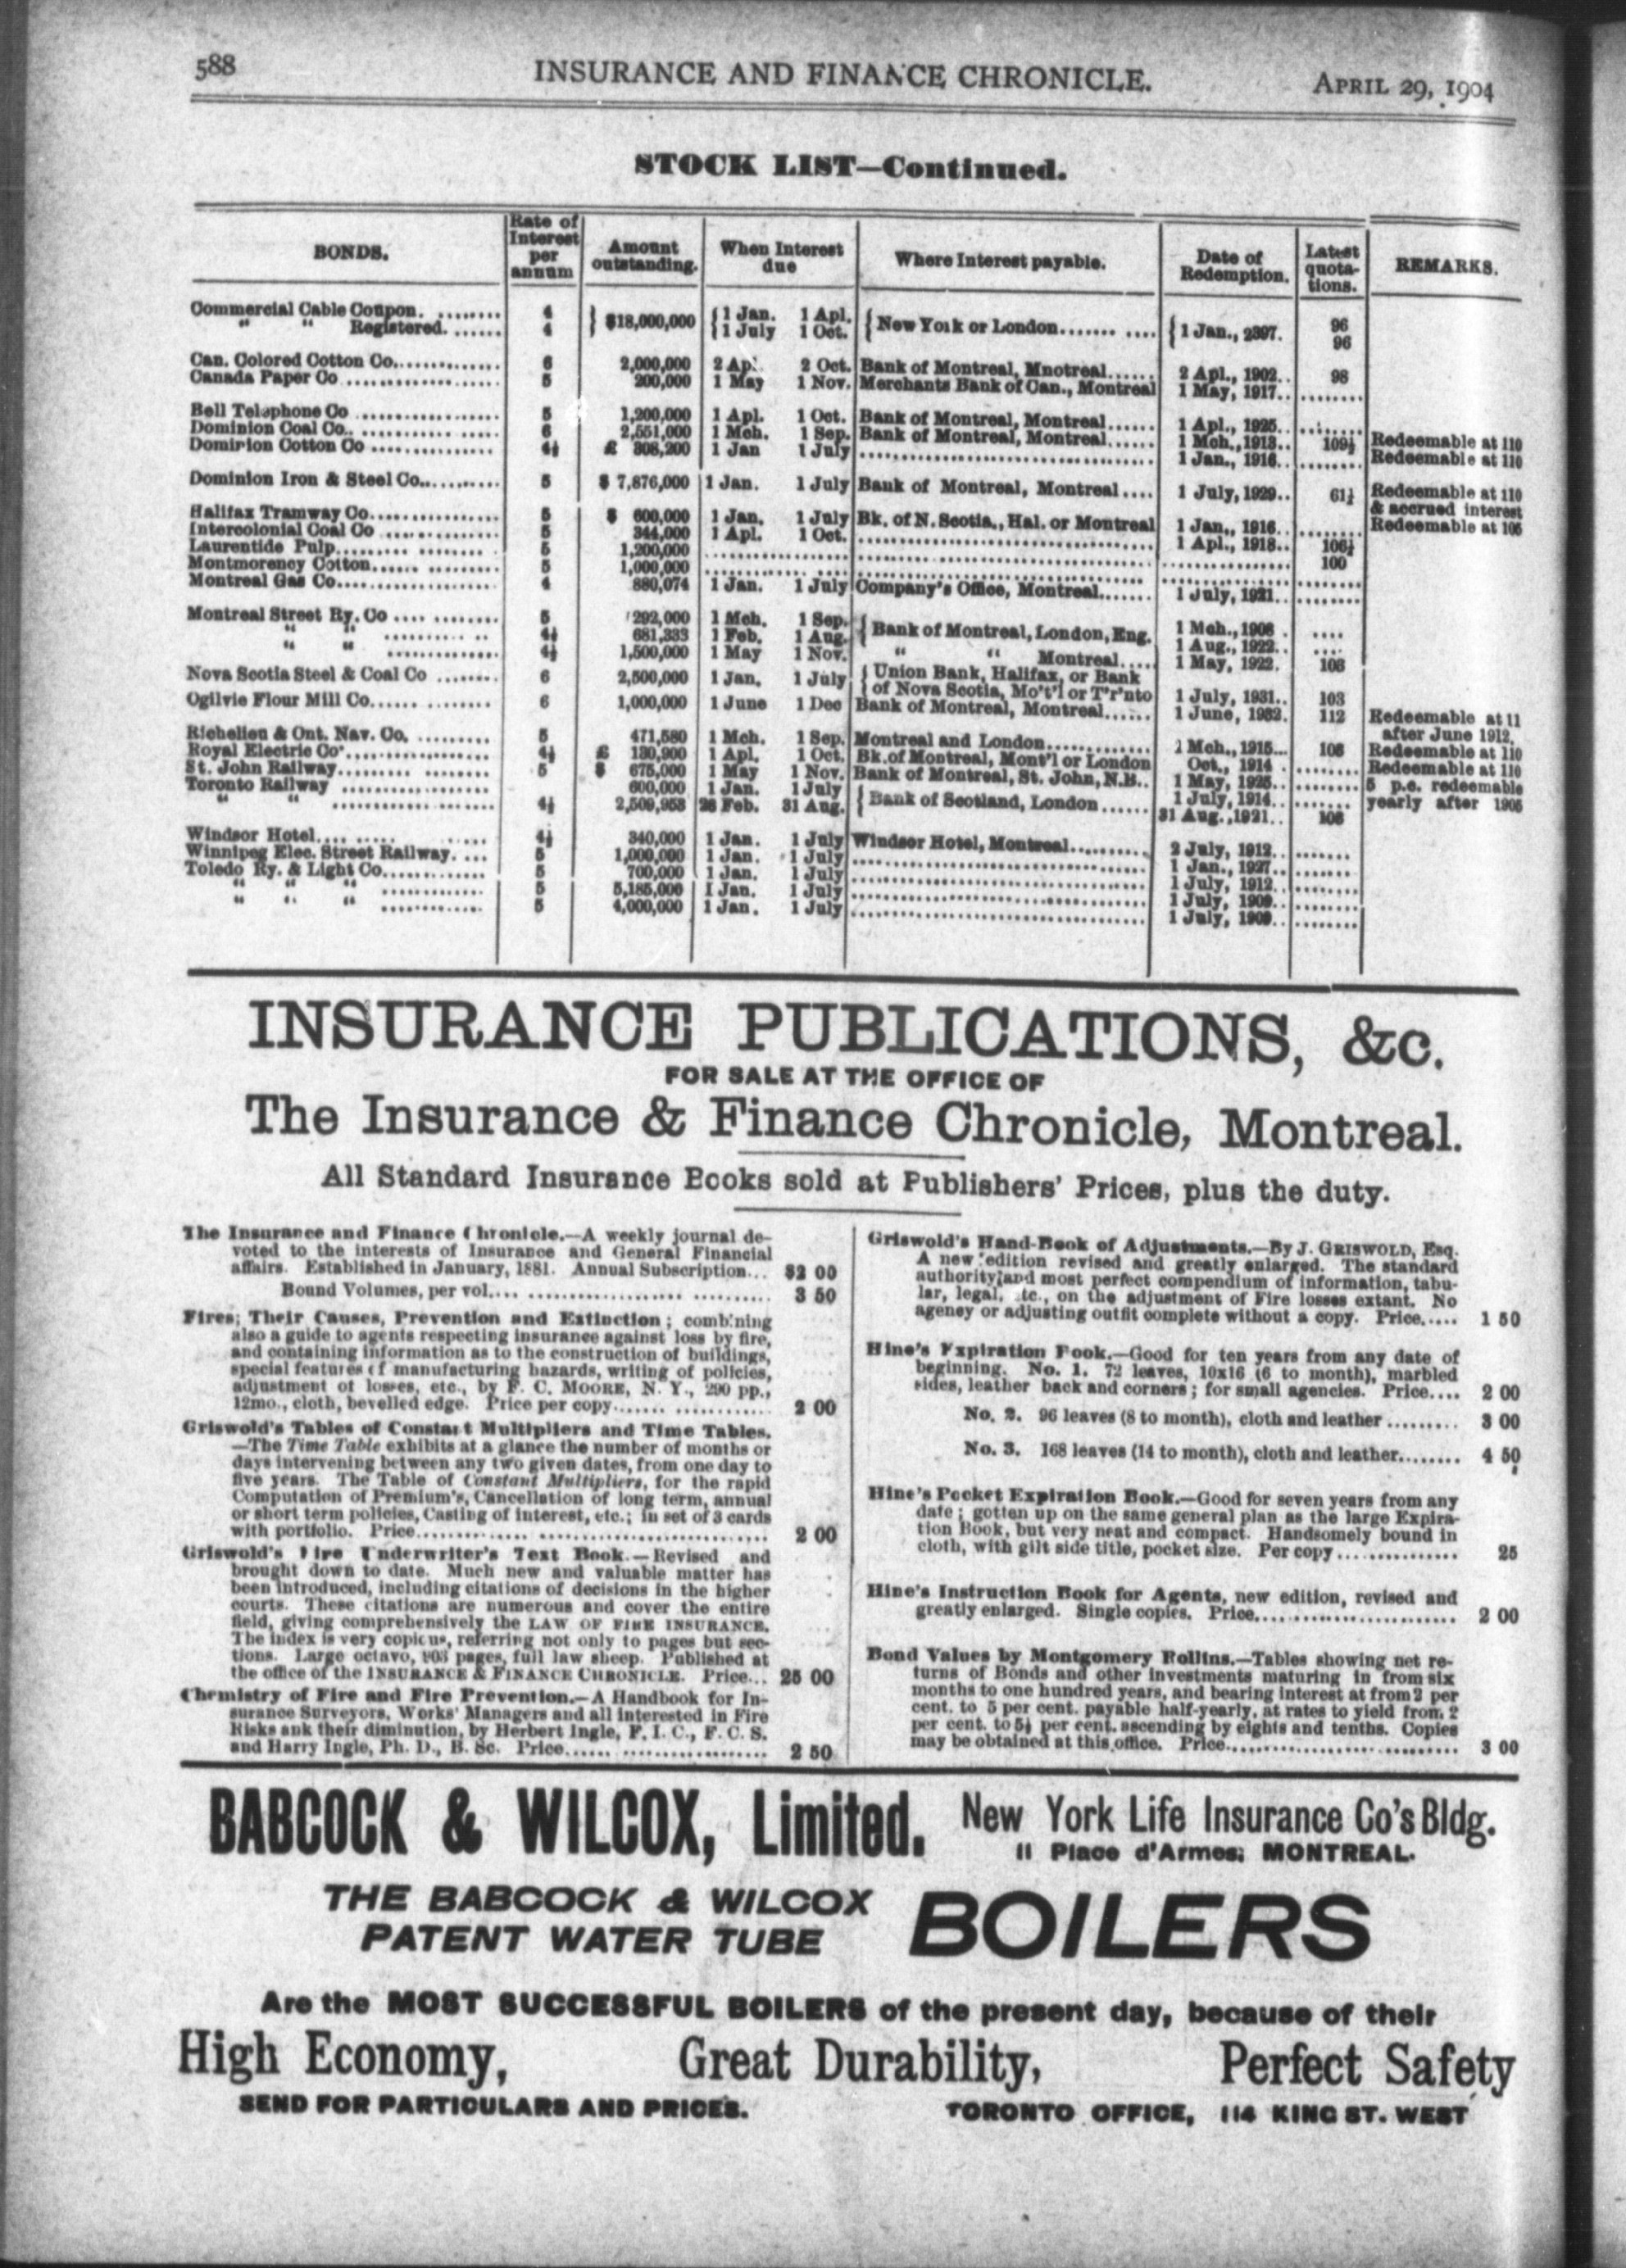 588 INSURANCE AND FINANCE CHRONICLE. APRIL 29, 1904
STOCK LIST—Continued.
BONDS. Rate of Interest per annum Amount outstanding. When Interest due Where Interest payable. Date of Redemption. Latest quota-tions. REMARKS.
Commercial Cable Coupon. 4 $18,000,000 1 Jan. 1 Apl. New York or London 1 Jan., 2397. 96
" " Registered. 4 1 July 1 Oct. 96
Can. Colored Cotton Co. 6 2,000,000 2 Apl. 2 Oct. Bank of Montreal, Mnotreal 2 Apl., 1902 98
Canada Paper Co 5 200,000 1 May 1 Nov. Merchants Bank of Can., Montreal 1 May, 1917
Bell Telephone Co 5 1,200,000 1 Apl. 1 Oct. Bank of Montreal, Montreal 1 Apl., 1925
Dominion Coal Co. 6 2,551,000 1 Mch. 1 Sep. Bank of Montreal, Montreal 1 Mch., 1913 109½ Redeemable at 110
Dominion Cotton Co 4½ £ 308,200 1 Jan 1 July 1 Jan., 1916 Redeemable at 110
Dominion Iron & Steel Co. 5 $ 7,876,000 1 Jan. 1 July Bank of Montreal, Montreal 1 July, 1929 61½ Redeemable at 110
& accrued interest
Halifax Tramway Co 5 $ 600,000 1 Jan. 1 July Bk. of N. Scotia., Hal. or Montreal 1 Jan., 1916 Redeemable at 105
Intercolonial Coal Co 5 344,000 1 Apl. 1 Oct. 1 Apl., 1918 106½
Laurentide Pulp 5 1,200,000 100
Montmorency Cotton 5 1,000,000
Montreal Gas Co 4 880,074 1 Jan. 1 July Company's Office, Montreal 1 July, 1921
Montreal Street Ry. Co 5 292,000 1 Mch. 1 Sep. Bank of Montreal, London, Eng. 1 Mch., 1908
" " 4½ 681,333 1 Feb. 1 Aug. 1 Aug., 1922
" " 4½ 1,500,000 1 May 1 Nov. " " Montreal 1 May, 1922. 106
Nova Scotia Steel & Coal Co 6 2,500,000 1 Jan. 1 July Union Bank, Halifax, or Bank
of Nova Scotia, Mo't'l or T'r'nto 1 July, 1931 103
Ogilvie Flour Mill Co 6 1,000,000 1 June 1 Dec Bank of Montreal, Montreal 1 June, 1932. 112 Redeemable at 11
after June 1912.
Richelieu & Ont. Nav. Co. 5 471,580 1 Mch. 1 Sep. Montreal and London 1 Mch., 1915 108 Redeemable at 110
Royal Electric Co 4½ £ 130,900 1 Apl. 1 Oct. Bk. of Montreal, Mont'l or London Oct., 1914 Redeemable at 110
St. John Railway 5 $ 675,000 1 May 1 Nov. Bank of Montreal, St. John, N.B. 1 May, 1925 5 p.c. redeemable
Toronto Railway 600,000 1 Jan. 1 July Bank of Scotland, London 1 July, 1914 yearly after 1905
" " 4½ 2,509,953 28 Feb. 31 Aug. 31 Aug., 1921 108
Windsor Hotel 4½ 340,000 1 Jan. 1 July Windsor Hotel, Montreal 2 July, 1912
Winnipeg Elec. Street Railway. 5 1,000,000 1 Jan. 1 July 1 Jan., 1927
Toledo Ry. & Light Co 5 700,000 1 Jan. 1 July 1 July, 1912
" " " 5 5,185,000 1 Jan. 1 July 1 July, 1909
" " " 5 4,000,000 1 Jan. 1 July 1 July, 1909
INSURANCE PUBLICATIONS, &c.
FOR SALE AT THE OFFICE OF
The Insurance & Finance Chronicle, Montreal.
All Standard Insurance Books sold at Publishers' Prices, plus the duty.
The Insurance and Finance Chronicle.—A weekly journal de-
voted to the interests of Insurance and General Financial
affairs. Established in January, 1881. Annual Subscription... $2 00
Bound Volumes, per vol. 3 50
Fires; Their Causes, Prevention and Extinction; combining
also a guide to agents respecting insurance against loss by fire,
and containing information as to the construction of buildings,
special features of manufacturing hazards, writing of policies,
adjustment of losses, etc., by F. C. MOORE, N. Y., 290 pp.,
12mo., cloth, bevelled edge. Price per copy 2 00
Griswold's Tables of Constant Multipliers and Time Tables.
—The Time Table exhibits at a glance the number of months or
days intervening between any two given dates, from one day to
five years. The Table of Constant Multipliers, for the rapid
Computation of Premium's, Cancellation of long term, annual
or short term policies, Casting of interest, etc.; in set of 3 cards
with portfolio. Price 2 00
Griswold's Fire Underwriter's Text Book.—Revised and
brought down to date. Much new and valuable matter has
been introduced, including citations of decisions in the higher
courts. These citations are numerous and cover the entire
field, giving comprehensively the LAW OF FIRE INSURANCE.
The index is very copious, referring not only to pages but sec-
tions. Large octavo, 903 pages, full law sheep. Published at
the office of the INSURANCE & FINANCE CHRONICLE. Price... 25 00
Chemistry of Fire and Fire Prevention.—A Handbook for In-
surance Surveyors, Works' Managers and all interested in Fire
Risks ank their diminution, by Herbert Ingle, F. I. C., F. C. S.
and Harry Ingle, Ph. D., B. Sc. Price 2 50
Griswold's Hand-Book of Adjustments.—By J. GRISWOLD, Esq.
A new edition revised and greatly enlarged. The standard
authority and most perfect compendium of information, tabu-
lar, legal, etc., on the adjustment of Fire losses extant. No
agency or adjusting outfit complete without a copy. Price 1 50
Hine's Expiration Book.—Good for ten years from any date of
beginning. No. 1. 72 leaves, 10x16 (6 to month), marbled
sides, leather back and corners; for small agencies. Price 2 00
No. 2. 96 leaves (8 to month), cloth and leather 3 00
No. 3. 168 leaves (14 to month), cloth and leather 4 50
Hine's Pocket Expiration Book.—Good for seven years from any
date; gotten up on the same general plan as the large Expira-
tion Book, but very neat and compact. Handsomely bound in
cloth, with gilt side title, pocket size. Per copy 25
Hine's Instruction Book for Agents, new edition, revised and
greatly enlarged. Single copies. Price 2 00
Bond Values by Montgomery Rollins.—Tables showing net re-
turns of Bonds and other investments maturing in from six
months to one hundred years, and bearing interest at from 2 per
cent. to 5 per cent. payable half-yearly, at rates to yield from 2
per cent. to 5½ per cent. ascending by eights and tenths. Copies
may be obtained at this office. Price 3 00
BABCOCK & WILCOX, Limited. New York Life Insurance Co's Bldg.
11 Place d'Armes, MONTREAL.
THE BABCOCK & WILCOX
PATENT WATER TUBE BOILERS
Are the MOST SUCCESSFUL BOILERS of the present day, because of their
High Economy, Great Durability, Perfect Safety
SEND FOR PARTICULARS AND PRICES. TORONTO OFFICE, 114 KING ST. WEST